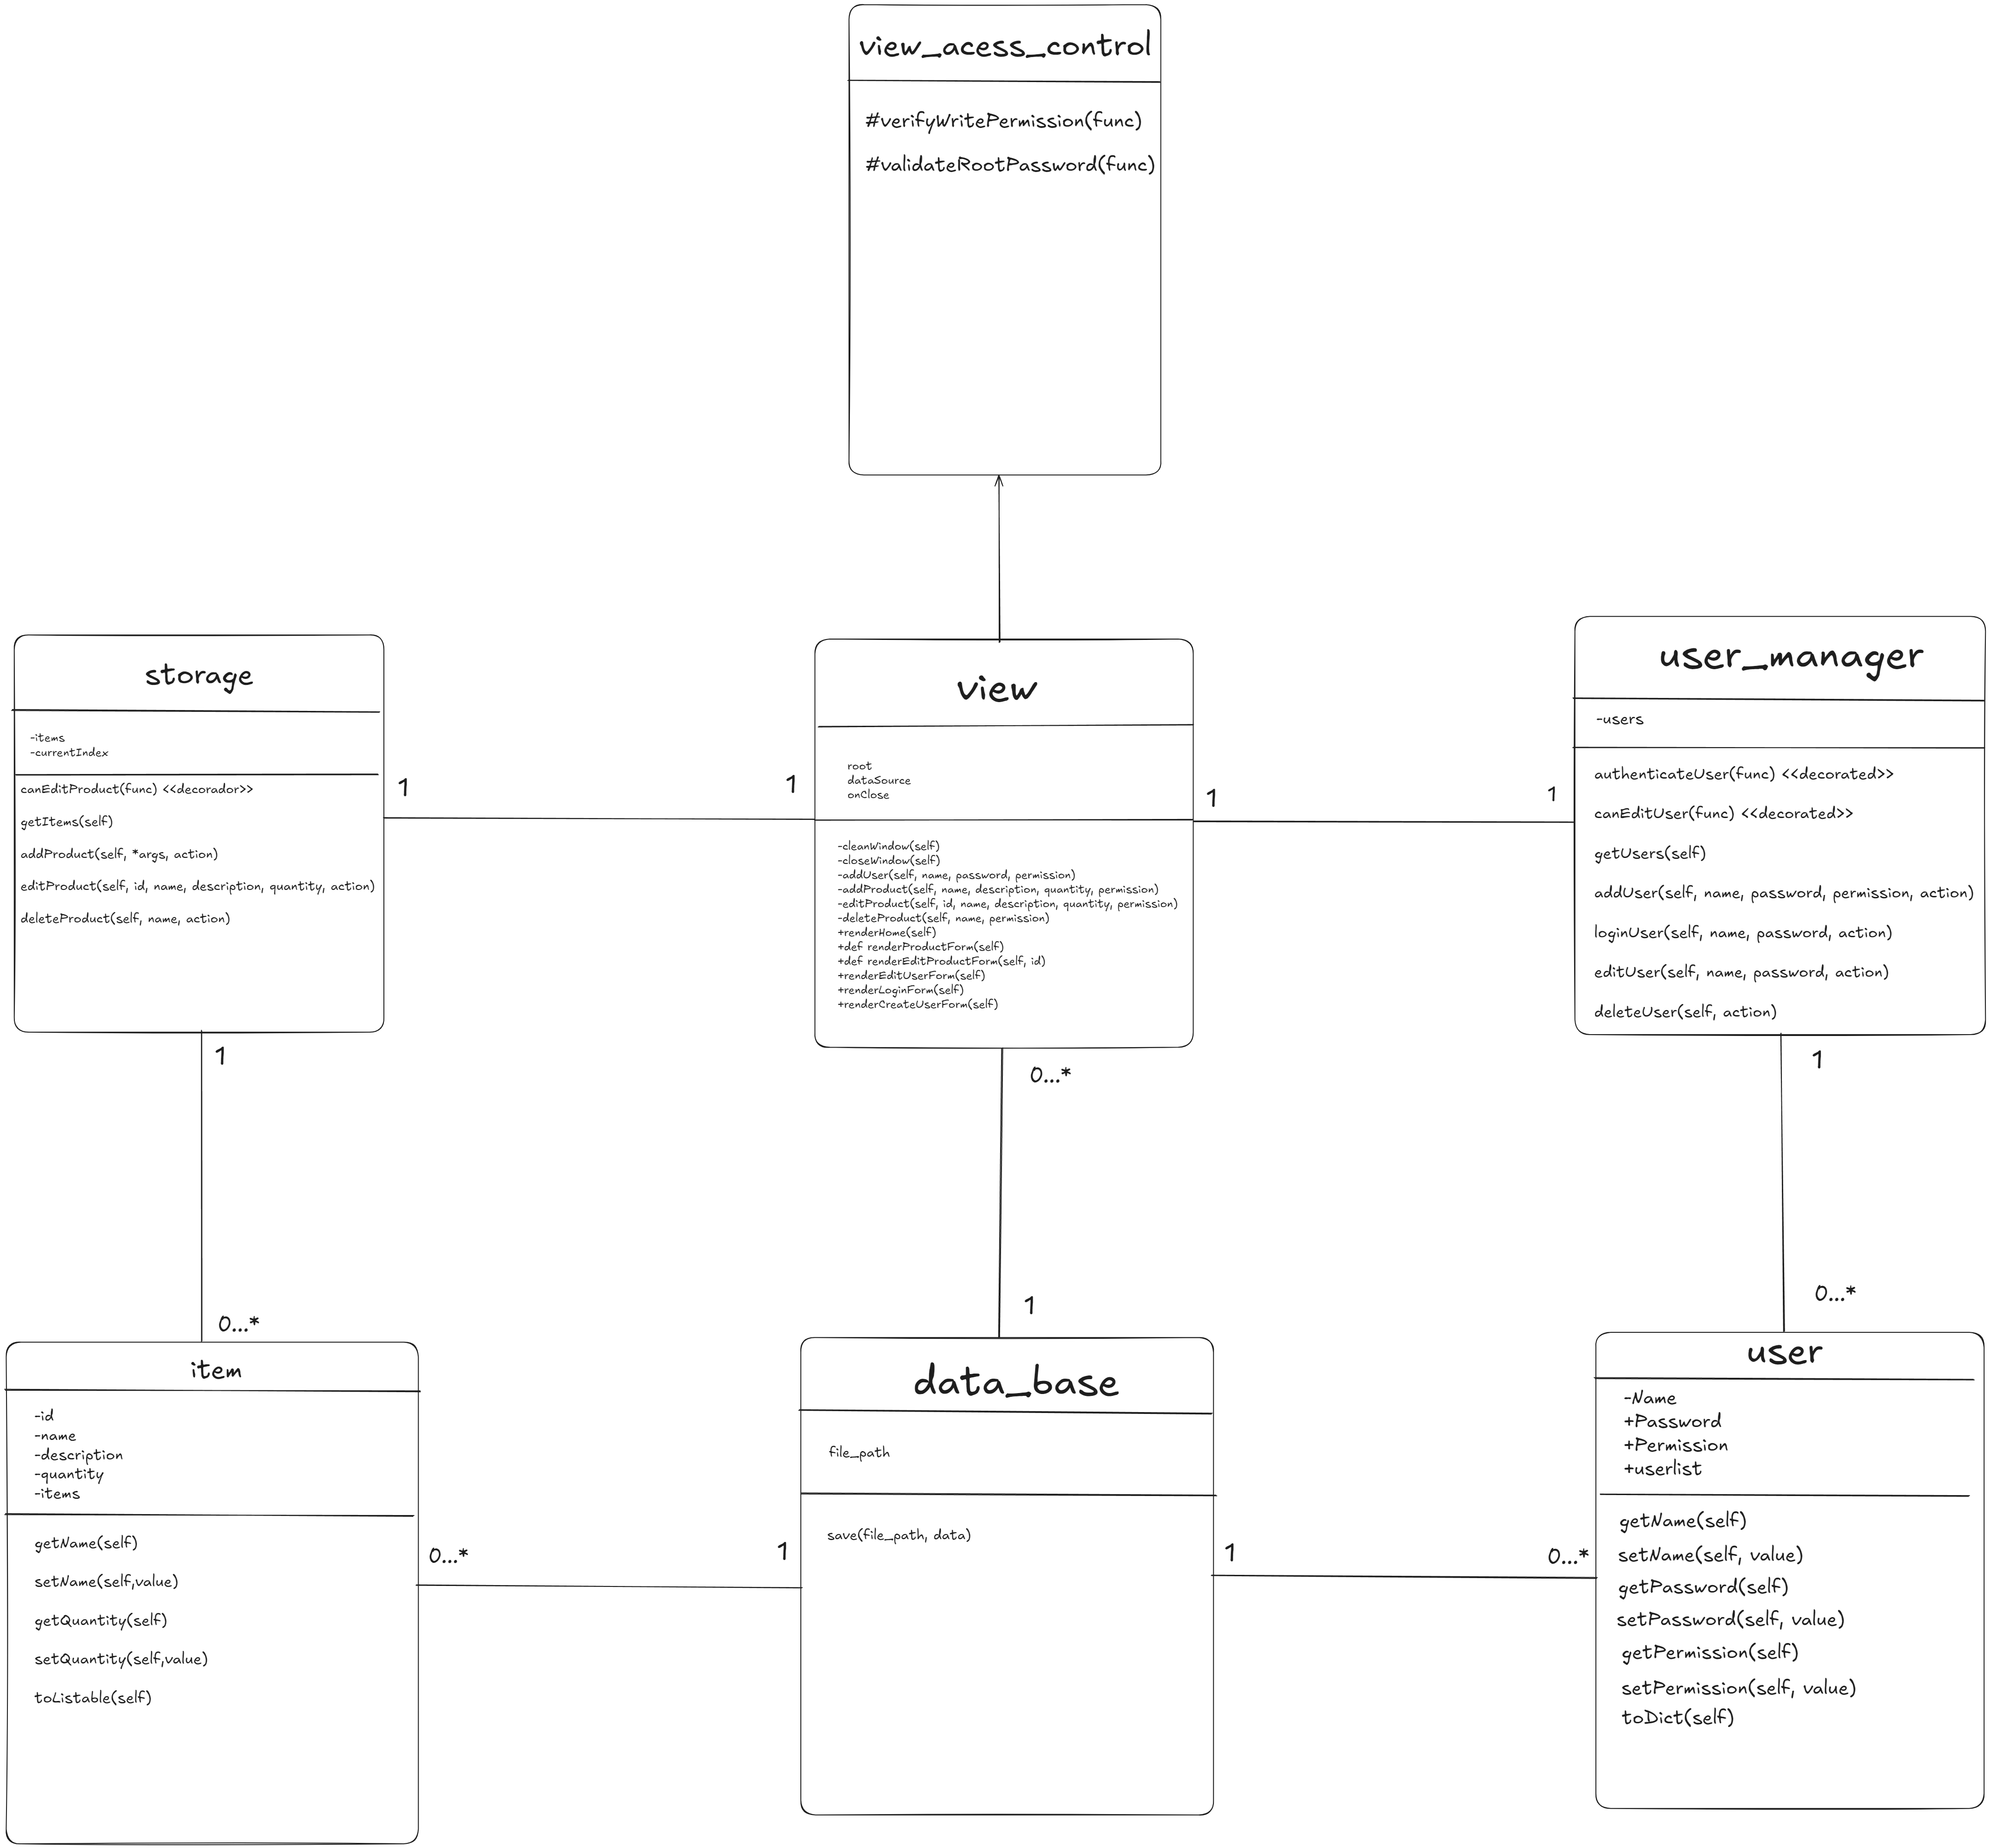 view_acess_control
#verifyWritePermission(func)
#validateRootPassword(func)
storage
-items
-currentIndex
canEditProduct(func) <<decorador>>
getItems(self)
addProduct(self, *args, action)
editProduct(self, id, name, description, quantity, action)
deleteProduct(self, name, action)
1
1
view
root
dataSource
onClose
-cleanWindow(self)
-closeWindow(self)
-addUser(self, name, password, permission)
-addProduct(self, name, description, quantity, permission)
-editProduct(self, id, name, description, quantity, permission)
-deleteProduct(self, name, permission)
+renderHome(self)
+def renderProductForm(self)
+def renderEditProductForm(self, id)
+renderEditUserForm(self)
+renderLoginForm(self)
+renderCreateUserForm(self)
1
1
user_manager
-users
authenticateUser(func) <<decorated>>
canEditUser(func) <<decorated>>
getUsers(self)
addUser(self, name, password, permission, action)
loginUser(self, name, password, action)
editUser(self, name, password, action)
deleteUser(self, action)
1
0...*
1
0...*
1
0...*
item
-id
-name
-description
-quantity
-items
getName(self)
setName(self,value)
getQuantity(self)
setQuantity(self,value)
toListable(self)
0...*
1
data_base
file_path
save(file_path, data)
1
0...*
user
-Name
+Password
+Permission
+userlist
getName(self)
setName(self, value)
getPassword(self)
setPassword(self, value)
getPermission(self)
setPermission(self, value)
toDict(self)